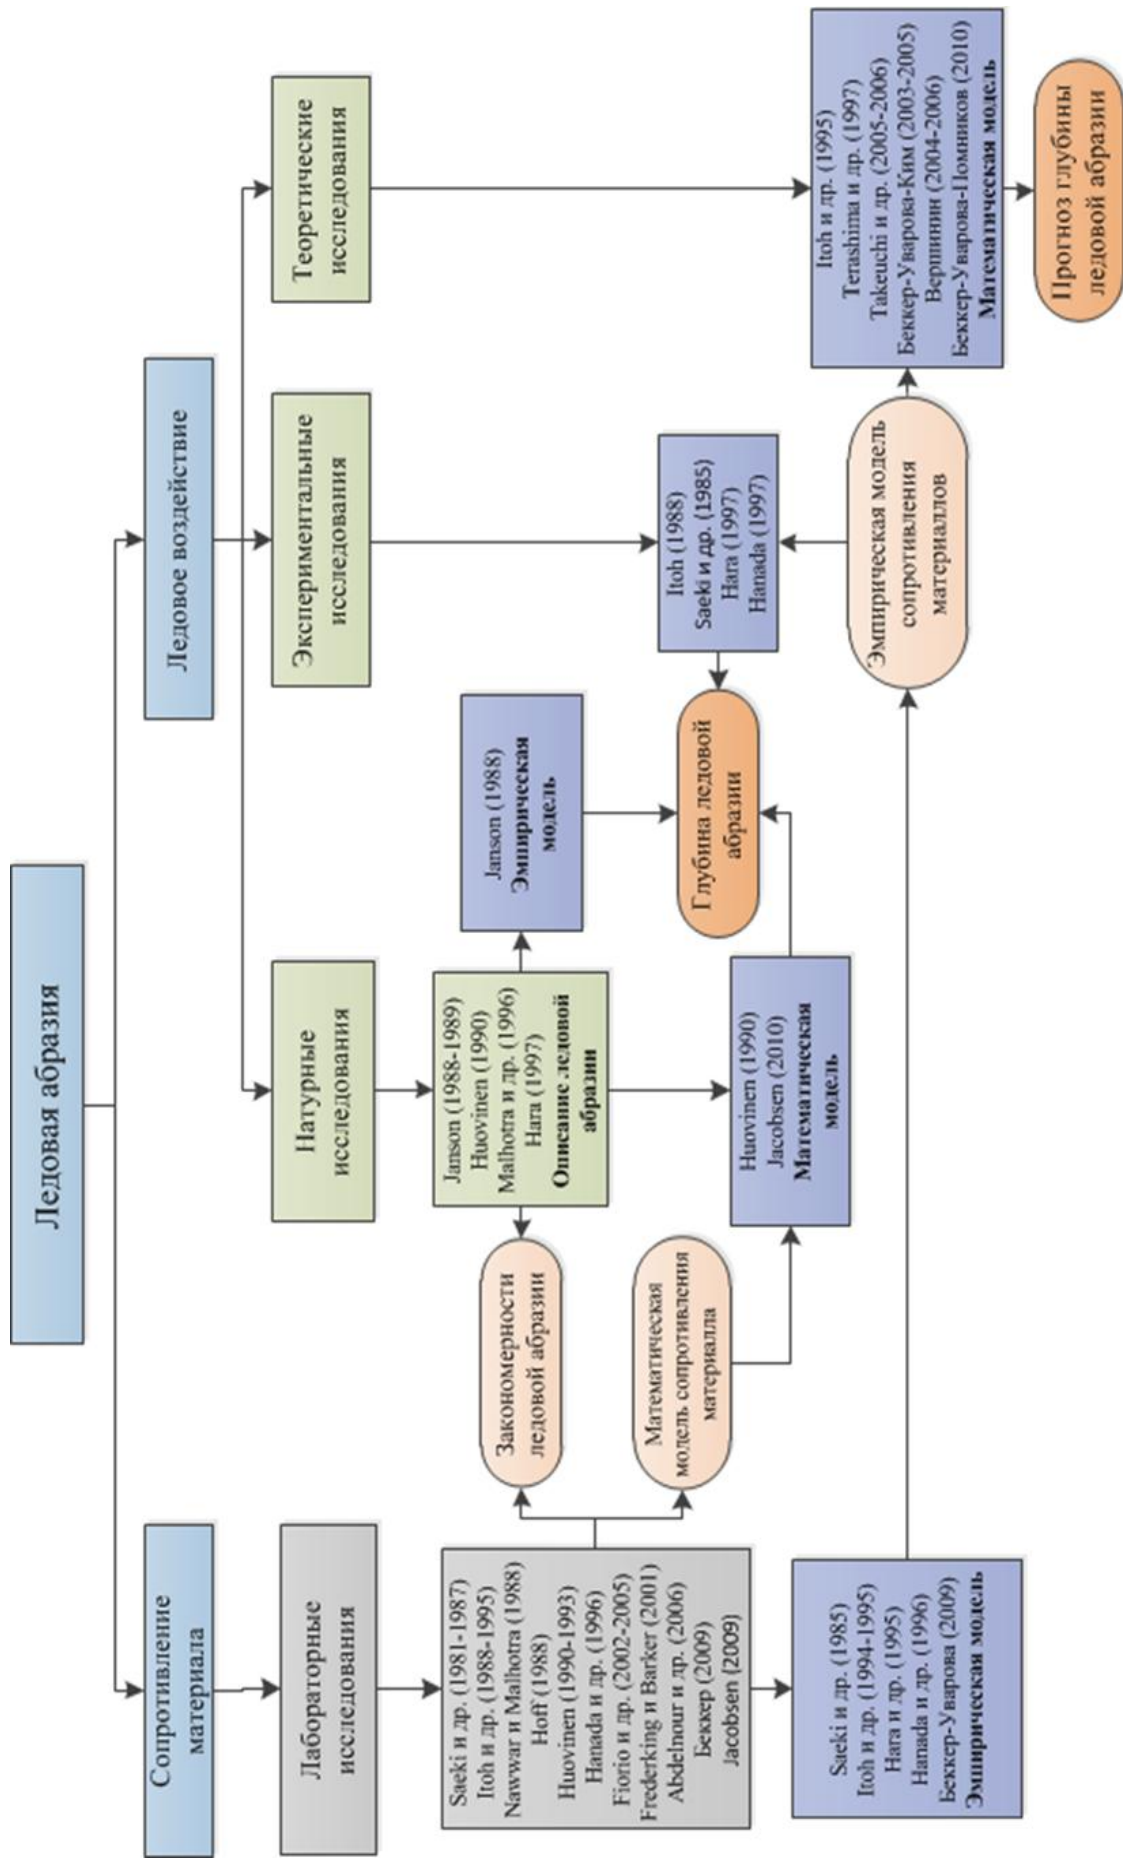 Ледовая абразия
Сопротивление
материала
Ледовое воздействие
Лабораторные
исследования
Натурные
исследования
Экспериментальные
исследования
Теоретические
исследования
Saeki и др. (1981-1987)
Itoh и др. (1988-1995)
Nawwar и Malhotra (1988)
Hoff (1988)
Huovinen (1990-1993)
Hanada и др. (1996)
Fiorio и др. (2002-2005)
Frederking и Barker (2001)
Abdelnour и др. (2006)
Беккер (2009)
Jacobsen (2009)
Закономерности
ледовой абразии
Janson (1988-1989)
Huovinen (1990)
Malhotra и др. (1996)
Hara (1997)
Описание ледовой
абразии
Janson (1988)
Эмпирическая
модель
Математическая
модель сопротивления
материалла
Глубина ледовой
абразии
Itoh (1988)
Saeki и др. (1985)
Hara (1997)
Hanada (1997)
Huovinen (1990)
Jacobsen (2010)
Математическая
модель
Saeki и др. (1985)
Itoh и др. (1994-1995)
Hara и др. (1995)
Hanada и др. (1996)
Беккер-Уварова (2009)
Эмпирическая модель
Эмпирическая модель
сопротивления
материаллов
Itoh и др. (1995)
Terashima и др. (1997)
Takeuchi и др. (2005-2006)
Беккер-Уварова-Ким (2003-2005)
Вершинин (2004-2006)
Беккер-Уварова-Помников (2010)
Математическая модель
Прогноз глубины
ледовой абразии